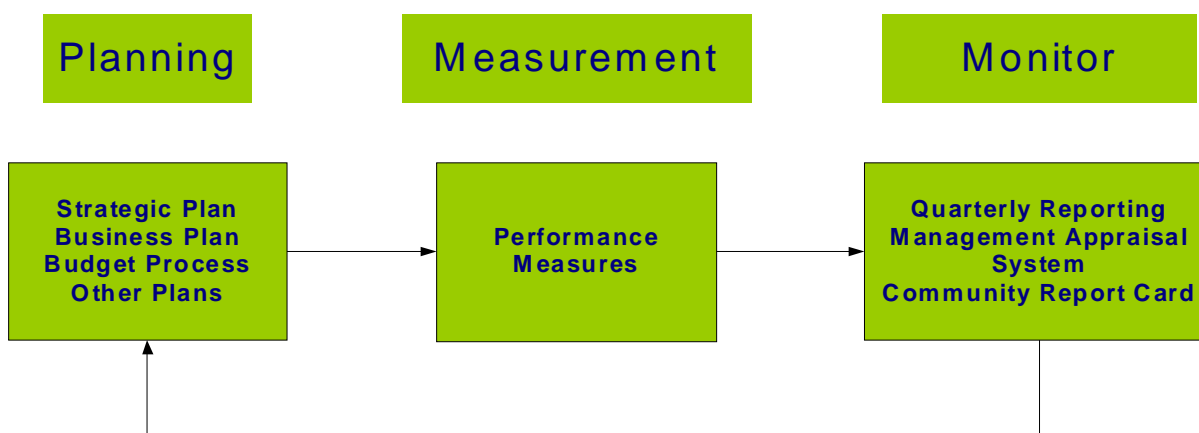 Planning
Measurement
Monitor
Strategic Plan
Business Plan
Budget Process
Other Plans
Performance
Measures
Quarterly Reporting
Management Appraisal
System
Community Report Card